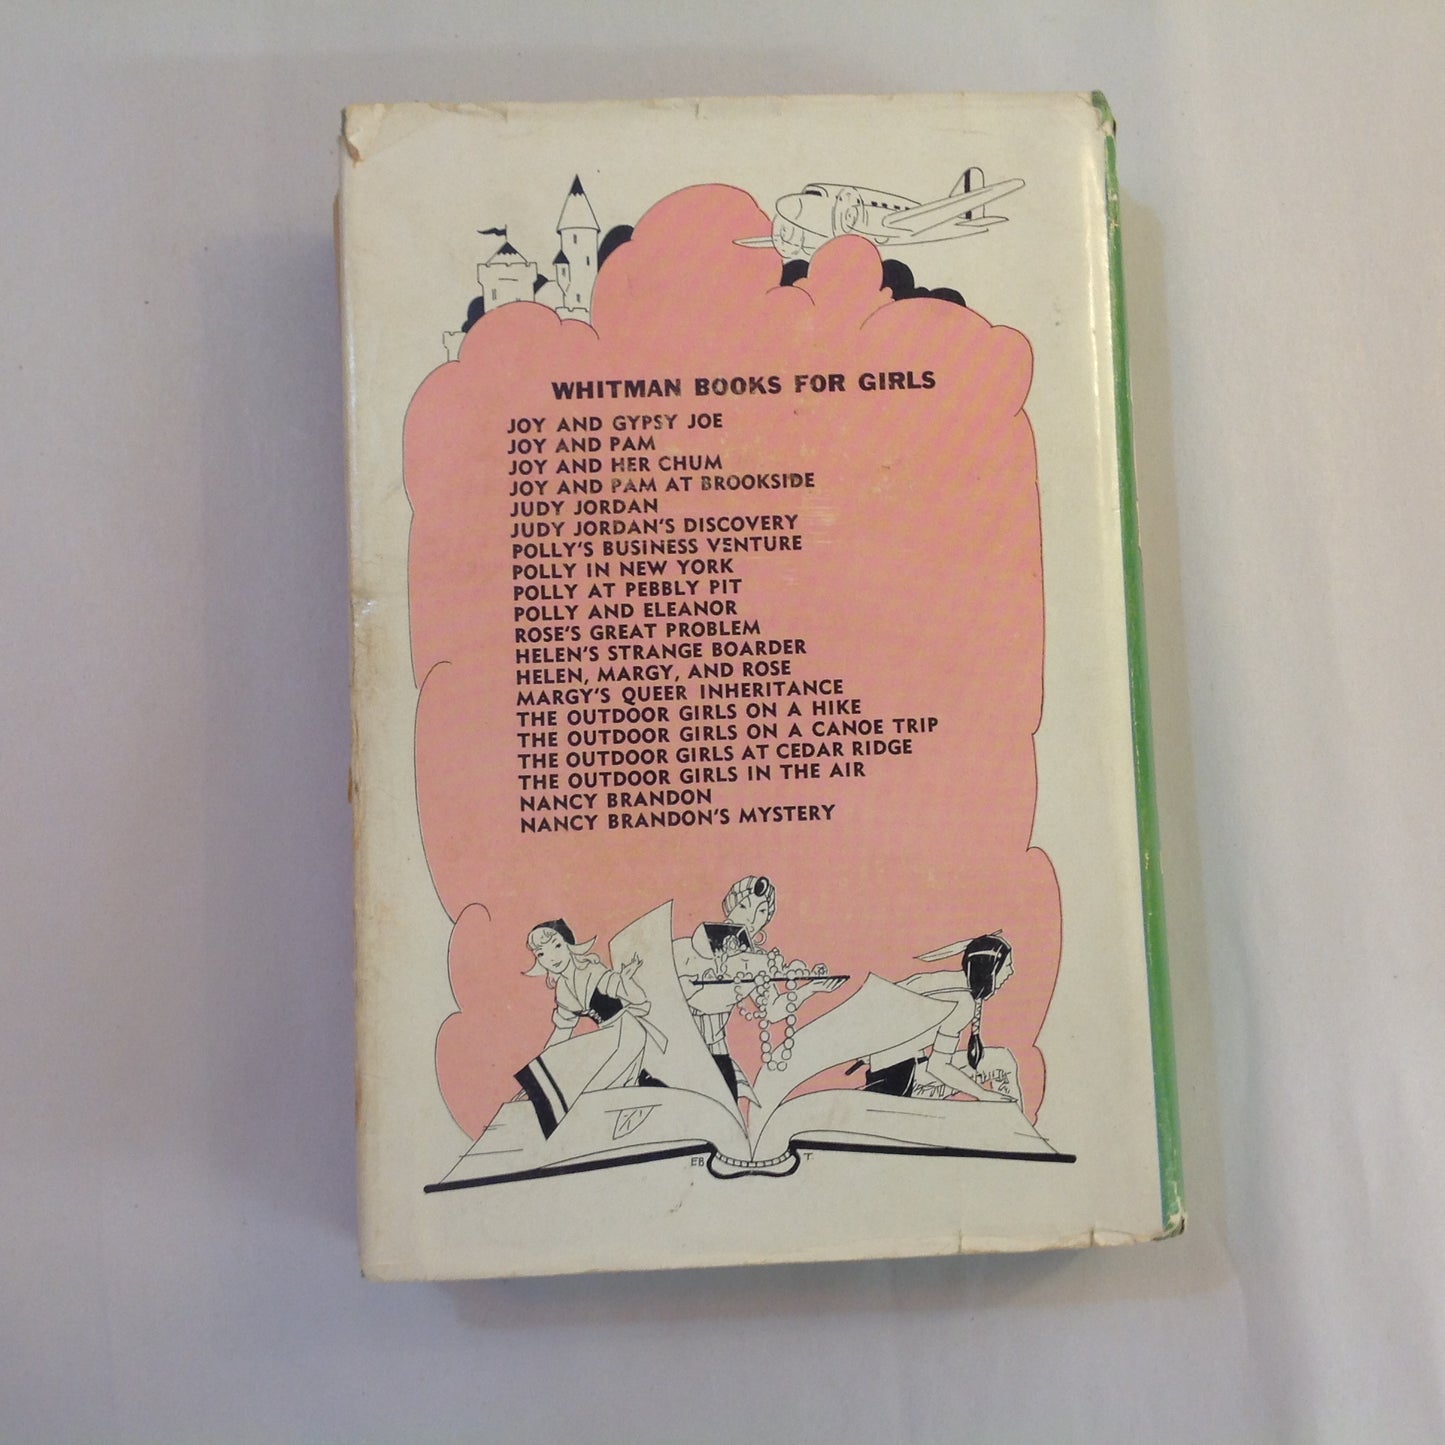 WHITMAN BOOKS FOR GIRLS
JOY AND GYPSY JOE
JOY AND PAM
JOY AND HER CHUM
JOY AND PAM AT BROOKSIDE
JUDY JORDAN
JUDY JORDAN'S DISCOVERY
POLLY'S BUSINESS VENTURE
POLLY IN NEW YORK
POLLY AT PEBBLY PIT
POLLY AND ELEANOR
ROSE'S GREAT PROBLEM
HELEN'S STRANGE BOARDER
HELEN, MARGY, AND ROSE
MARGY'S QUEER INHERITANCE
THE OUTDOOR GIRLS ON A HIKE
THE OUTDOOR GIRLS ON A CANOE TRIP
THE OUTDOOR GIRLS AT CEDAR RIDGE
THE OUTDOOR GIRLS IN THE AIR
NANCY BRANDON
NANCY BRANDON'S MYSTERY
EB T.